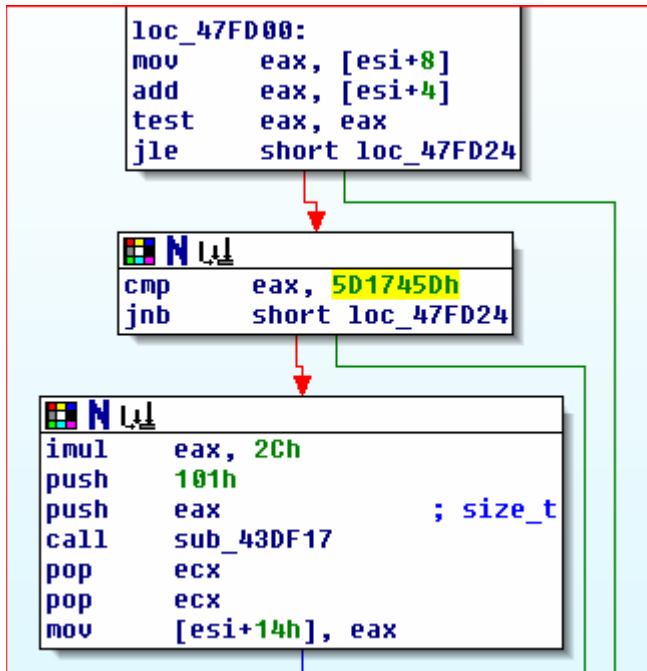 loc_47FD00:
mov eax, [esi+8]
add eax, [esi+4]
test eax, eax
jle short loc_47FD24
N
cmp eax, 5D1745Dh
jnb short loc_47FD24
N
imul eax, 2Ch
push 101h
push eax ; size_t
call sub_43DF17
pop ecx
pop ecx
mov [esi+14h], eax